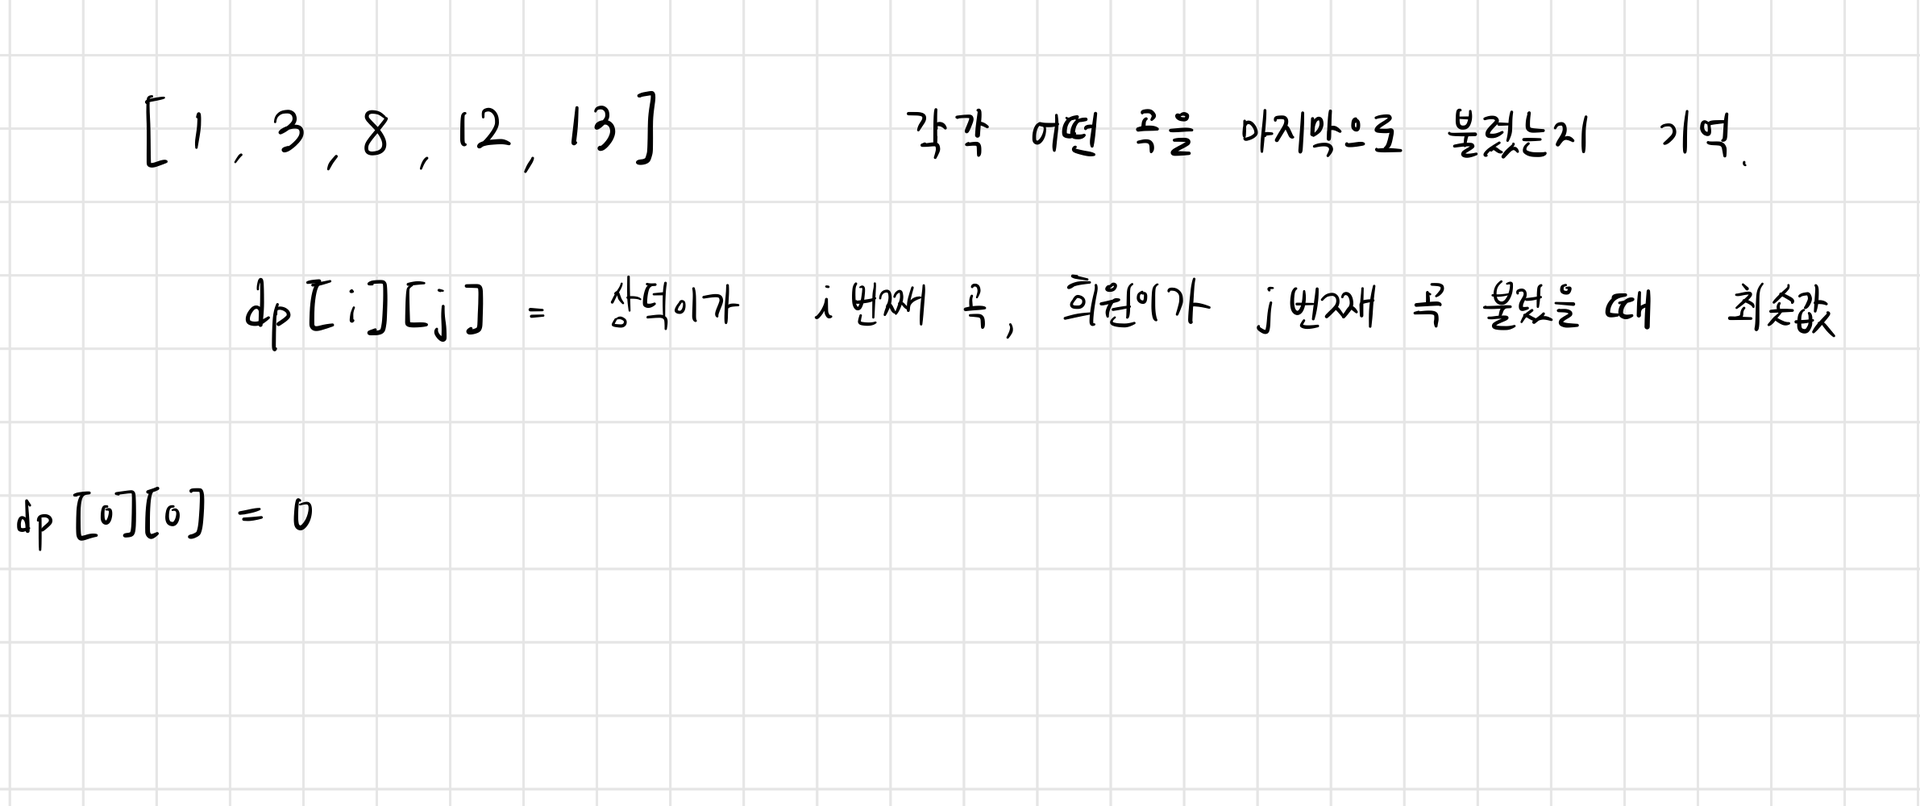 [ 1, 3, 8, 12, 13 ] 각각 어떤 곡을 마지막으로 불렀는지 기억.
dp[i][j] = 상덕이가 i번째 곡, 희원이가 j번째 곡 불렀을 때 최솟값
dp[0][0] = 0